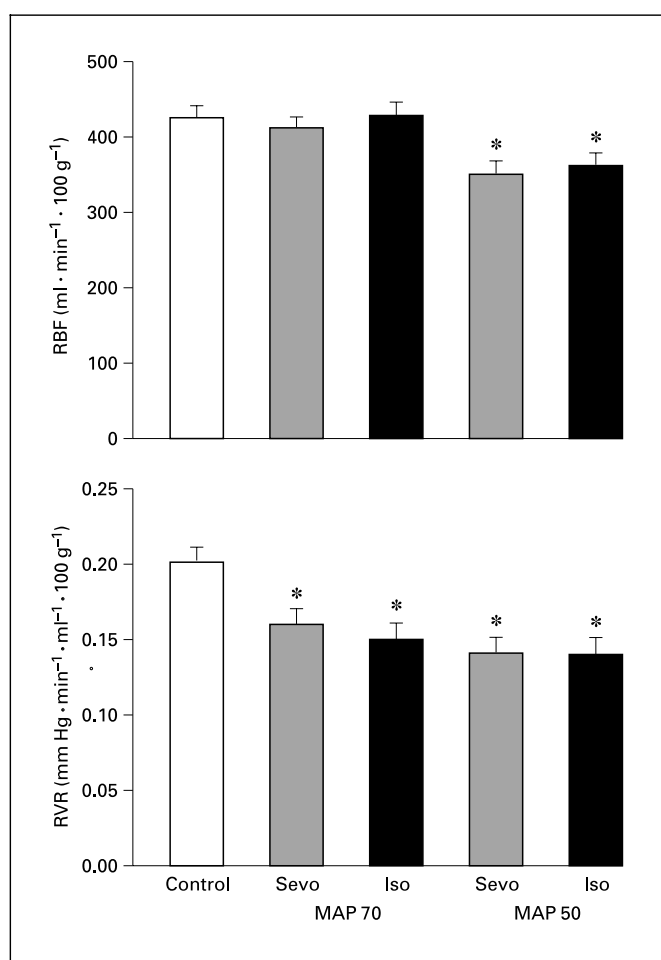 500
400
300
200
100
0
RBF (ml · min⁻¹ · 100 g⁻¹)
* *
0.25
0.20
0.15
0.10
0.05
0.00
RVR (mm Hg · min⁻¹ · ml⁻¹ · 100 g⁻¹)
* * * *
Control Sevo Iso Sevo Iso
MAP 70 MAP 50